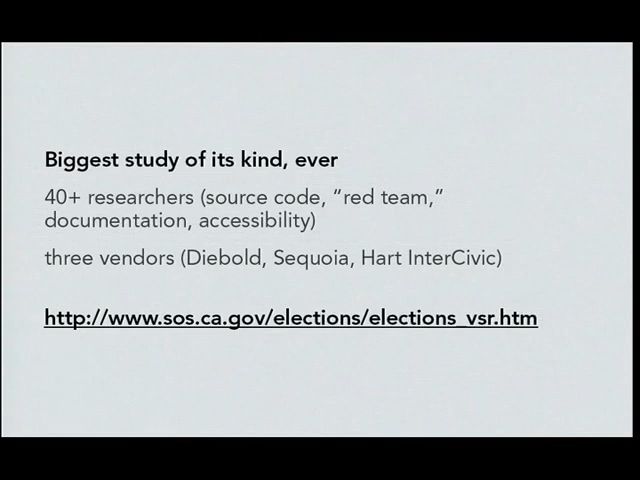 Biggest study of its kind, ever
40+ researchers (source code, ”red team,”
documentation, accessibility)
three vendors (Diebold, Sequoia, Hart InterCivic)
http://www.sos.ca.gov/elections/elections_vsr.htm